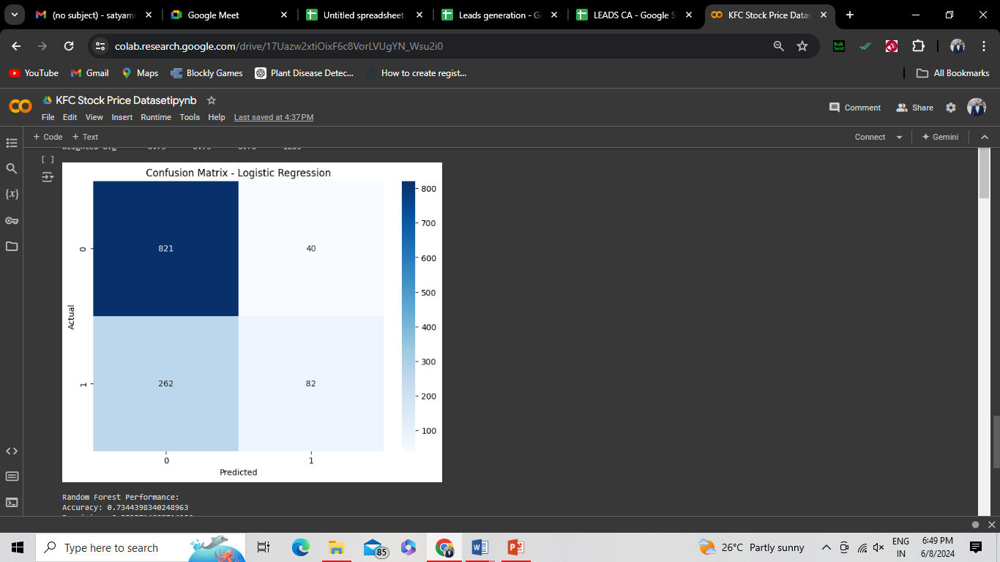 (no subject) - satyam
Google Meet
Untitled spreadsheet
Leads generation - G
LEADS CA - Google S
KFC Stock Price Datas
colab.research.google.com/drive/17Uazw2xtiOixF6c8VorLVUgYN_Wsu2i0
Bulk Send
YouTube
Gmail
Maps
Blockly Games
Plant Disease Detec...
How to create regist...
All Bookmarks
KFC Stock Price Datasetipynb
File Edit View Insert Runtime Tools Help Last saved at 4:37 PM
Comment
Share
+ Code + Text
Connect
Gemini
[ ]
{x}
Confusion Matrix - Logistic Regression
821 40
262 82
Actual
0
1
0 1
Predicted
800
700
600
500
400
300
200
100
Random Forest Performance:
Accuracy: 0.7344398340248963
Type here to search
85
26°C Partly sunny
ENG
IN
6:49 PM
6/8/2024